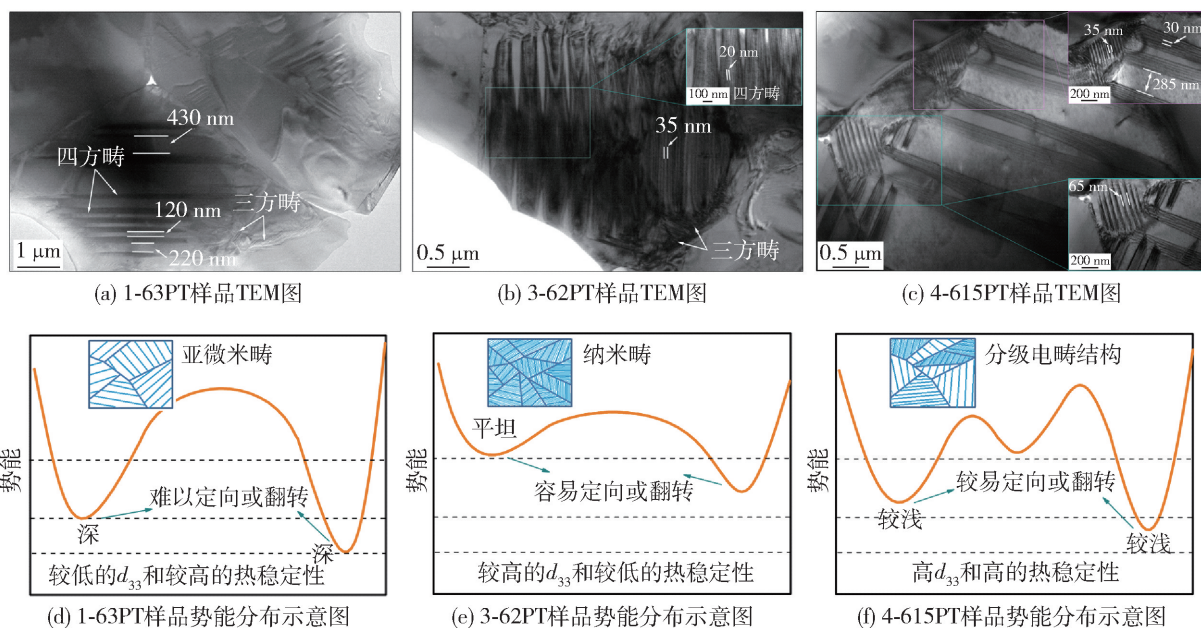 430 nm
四方畴
120 nm
三方畴
220 nm
1 μm
20 nm
100 nm
四方畴
35 nm
三方畴
0.5 μm
35 nm
30 nm
285 nm
200 nm
65 nm
200 nm
0.5 μm
(a) 1-63PT样品TEM图
(b) 3-62PT样品TEM图
(c) 4-615PT样品TEM图
势能
亚微米畴
难以定向或翻转
深
深
较低的d₃₃和较高的热稳定性
势能
纳米畴
平坦
容易定向或翻转
较高的d₃₃和较低的热稳定性
势能
分级电畴结构
较易定向或翻转
较浅
较浅
高d₃₃和高的热稳定性
(d) 1-63PT样品势能分布示意图
(e) 3-62PT样品势能分布示意图
(f) 4-615PT样品势能分布示意图